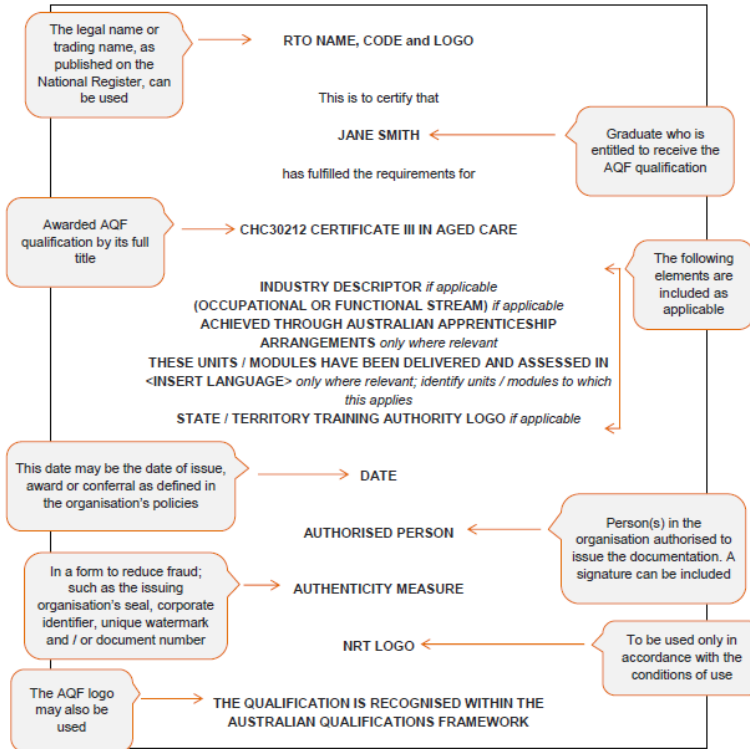 The legal name or
trading name, as
published on the
National Register, can
be used
RTO NAME, CODE and LOGO
This is to certify that
JANE SMITH
Graduate who is
entitled to receive the
AQF qualification
has fulfilled the requirements for
Awarded AQF
qualification by its full
title
CHC30212 CERTIFICATE III IN AGED CARE
The following
elements are
included as
applicable
INDUSTRY DESCRIPTOR if applicable
(OCCUPATIONAL OR FUNCTIONAL STREAM) if applicable
ACHIEVED THROUGH AUSTRALIAN APPRENTICESHIP
ARRANGEMENTS only where relevant
THESE UNITS / MODULES HAVE BEEN DELIVERED AND ASSESSED IN
<INSERT LANGUAGE> only where relevant; identify units / modules to which
this applies
STATE / TERRITORY TRAINING AUTHORITY LOGO if applicable
This date may be the date of issue,
award or conferral as defined in
the organisation's policies
DATE
AUTHORISED PERSON
Person(s) in the
organisation authorised to
issue the documentation. A
signature can be included
In a form to reduce fraud;
such as the issuing
organisation's seal, corporate
identifier, unique watermark
and / or document number
AUTHENTICITY MEASURE
NRT LOGO
To be used only in
accordance with the
conditions of use
The AQF logo
may also be
used
THE QUALIFICATION IS RECOGNISED WITHIN THE
AUSTRALIAN QUALIFICATIONS FRAMEWORK